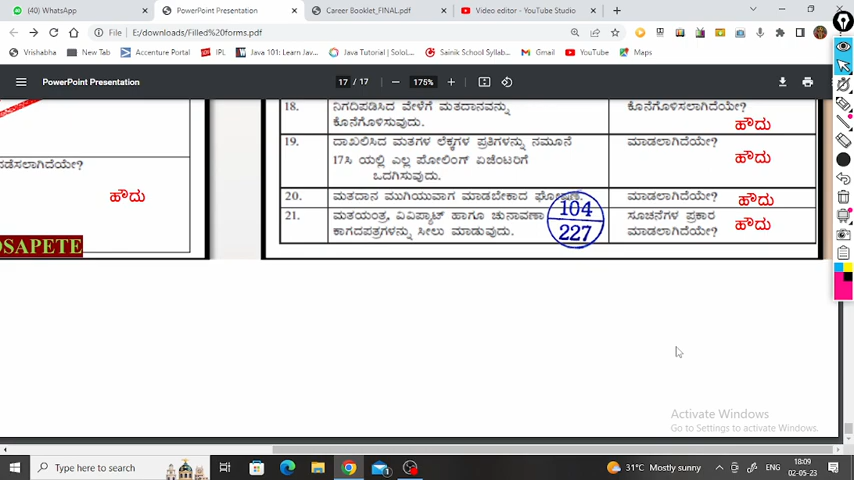 (40) WhatsApp
PowerPoint Presentation
Career Booklet_FINAL.pdf
Video editor - YouTube Studio
File
E:/downloads/Filled%20forms.pdf
Vrishabha
New Tab
Accenture Portal
IPL
Java 101: Learn Jav...
Java Tutorial | SoloL...
Sainik School Syllab...
Gmail
YouTube
Maps
PowerPoint Presentation
17 / 17
175%
18.
ನಿಗದಿಪಡಿಸಿದ ವೇಳೆಗೆ ಮತದಾನವನ್ನು
ಕೊನೆಗೊಳಿಸುವುದು.
ಕೊನೆಗೊಳಿಸಲಾಗಿದೆಯೇ?
ಹೌದು
19.
ದಾಖಲಿಸಿದ ಮತಗಳ ಲೆಕ್ಕಗಳ ಪ್ರತಿಗಳನ್ನು ನಮೂನೆ
17ಸಿ ಯಲ್ಲಿ ಎಲ್ಲ ಪೋಲಿಂಗ್ ಏಜೆಂಟರಿಗೆ
ಒದಗಿಸುವುದು.
ಮಾಡಲಾಗಿದೆಯೇ?
ಹೌದು
ನಡೆಸಲಾಗಿದೆಯೇ?
ಹೌದು
20.
ಮತದಾನ ಮುಗಿಯುವಾಗ ಮಾಡಬೇಕಾದ ಘೋಷಣೆ.
ಮಾಡಲಾಗಿದೆಯೇ?
ಹೌದು
21.
ಮತಯಂತ್ರ, ವಿವಿಪ್ಯಾಟ್ ಹಾಗೂ ಚುನಾವಣಾ
ಕಾಗದಪತ್ರಗಳನ್ನು ಸೀಲು ಮಾಡುವುದು.
104
227
ಸೂಚನೆಗಳ ಪ್ರಕಾರ
ಮಾಡಲಾಗಿದೆಯೇ?
ಹೌದು
OSAPETE
Activate Windows
Go to Settings to activate Windows.
Type here to search
31°C Mostly sunny
ENG
18:09
02-05-23